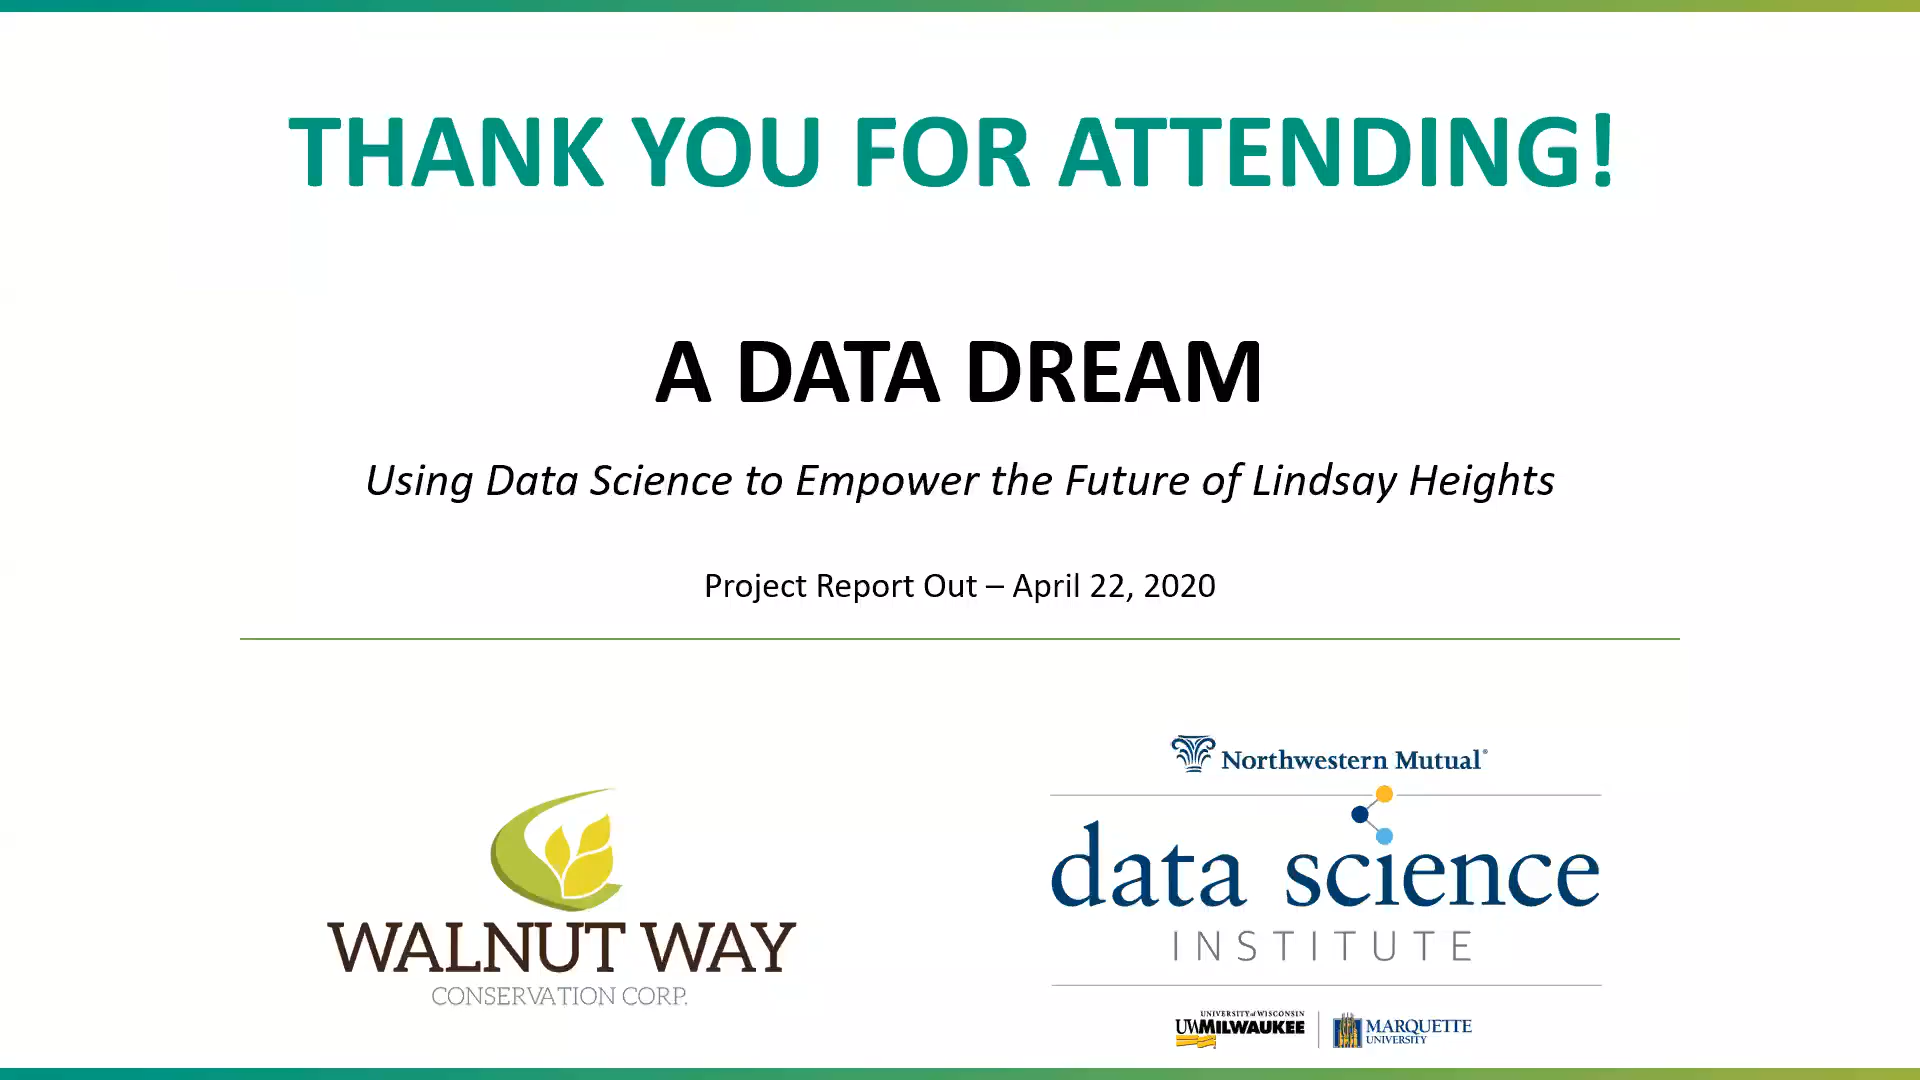 THANK YOU FOR ATTENDING!
A DATA DREAM
Using Data Science to Empower the Future of Lindsay Heights
Project Report Out – April 22, 2020
WALNUT WAY
CONSERVATION CORP.
Northwestern Mutual®
data science
INSTITUTE
UNIVERSITY of WISCONSIN
UWMILWAUKEE
MARQUETTE
UNIVERSITY